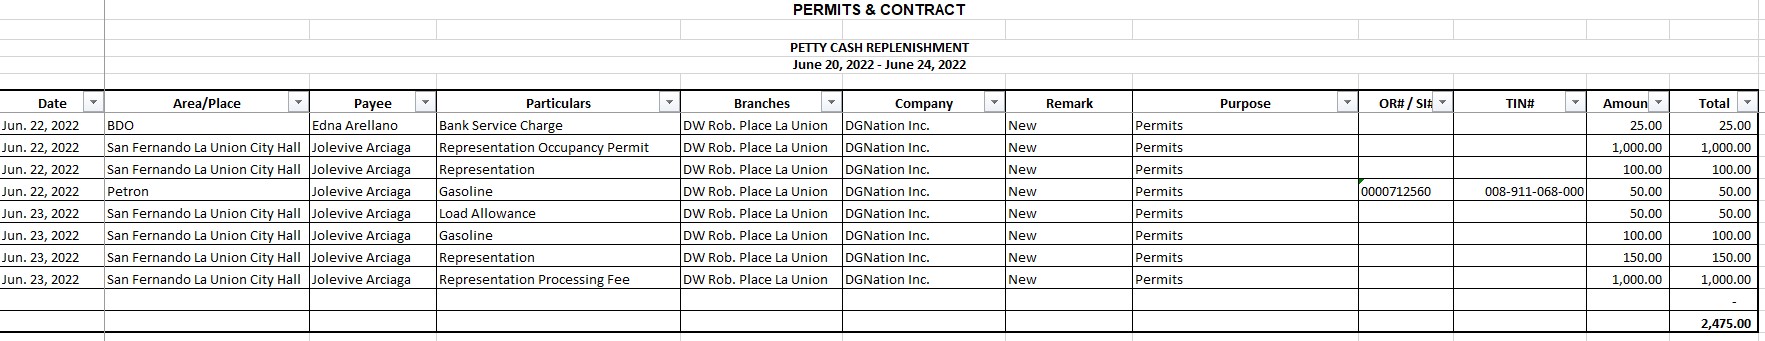 PERMITS & CONTRACT
PETTY CASH REPLENISHMENT
June 20, 2022 - June 24, 2022
Date Area/Place Payee Particulars Branches Company Remark Purpose OR# / SI# TIN# Amoun Total
Jun. 22, 2022 BDO Edna Arellano Bank Service Charge DW Rob. Place La Union DGNation Inc. New Permits 25.00 25.00
Jun. 22, 2022 San Fernando La Union City Hall Jolevive Arciaga Representation Occupancy Permit DW Rob. Place La Union DGNation Inc. New Permits 1,000.00 1,000.00
Jun. 22, 2022 San Fernando La Union City Hall Jolevive Arciaga Representation DW Rob. Place La Union DGNation Inc. New Permits 100.00 100.00
Jun. 22, 2022 Petron Jolevive Arciaga Gasoline DW Rob. Place La Union DGNation Inc. New Permits 0000712560 008-911-068-000 50.00 50.00
Jun. 23, 2022 San Fernando La Union City Hall Jolevive Arciaga Load Allowance DW Rob. Place La Union DGNation Inc. New Permits 50.00 50.00
Jun. 23, 2022 San Fernando La Union City Hall Jolevive Arciaga Gasoline DW Rob. Place La Union DGNation Inc. New Permits 100.00 100.00
Jun. 23, 2022 San Fernando La Union City Hall Jolevive Arciaga Representation DW Rob. Place La Union DGNation Inc. New Permits 150.00 150.00
Jun. 23, 2022 San Fernando La Union City Hall Jolevive Arciaga Representation Processing Fee DW Rob. Place La Union DGNation Inc. New Permits 1,000.00 1,000.00
-
2,475.00